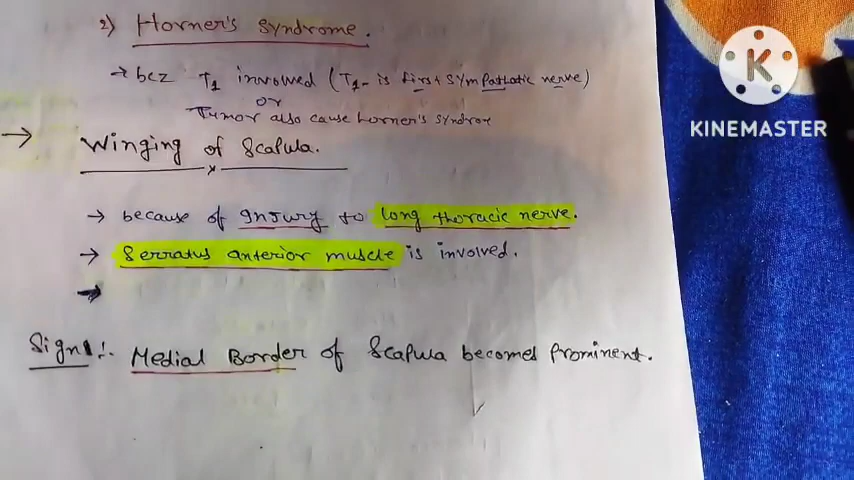 2) Horner's Syndrome.
→ bcz T1 involved (T1- is first sympathatic nerve)
or
Tumor also cause Horner's Syndrom
→ Winging of Scapula.
→ because of Injury to long thoracic nerve.
→ Serratus anterior muscle is involved.
→
Sign:- Medial Border of Scapula becomes Prominent.
K
KINEMASTER